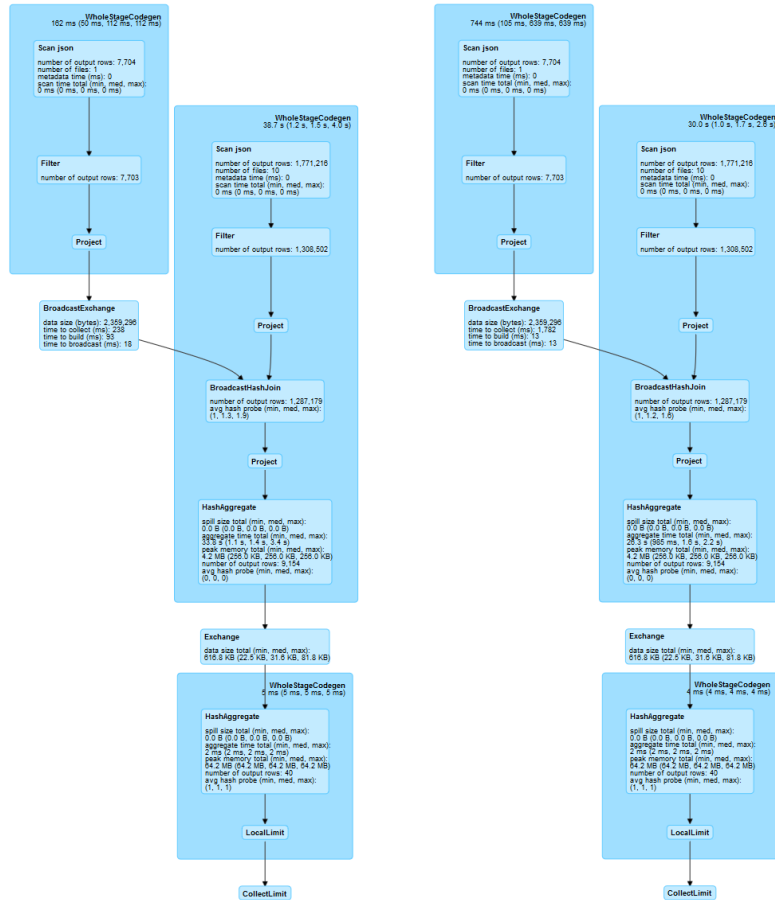 WholeStageCodegen
162 ms (50 ms, 112 ms, 112 ms)
Scan json
number of output rows: 7,704
number of files: 1
metadata time (ms): 0
scan time total (min, med, max):
0 ms (0 ms, 0 ms, 0 ms)
Filter
number of output rows: 7,703
Project
BroadcastExchange
data size (bytes): 2,359,296
time to collect (ms): 238
time to build (ms): 93
time to broadcast (ms): 18
WholeStageCodegen
38.7 s (1.2 s, 1.5 s, 4.0 s)
Scan json
number of output rows: 1,771,216
number of files: 10
metadata time (ms): 0
scan time total (min, med, max):
0 ms (0 ms, 0 ms, 0 ms)
Filter
number of output rows: 1,308,502
Project
BroadcastHashJoin
number of output rows: 1,287,179
avg hash probe (min, med, max):
(1, 1.3, 1.9)
Project
HashAggregate
spill size total (min, med, max):
0.0 B (0.0 B, 0.0 B, 0.0 B)
aggregate time total (min, med, max):
33.8 s (1.1 s, 1.4 s, 3.4 s)
peak memory total (min, med, max):
4.2 MB (256.0 KB, 256.0 KB, 256.0 KB)
number of output rows: 9,154
avg hash probe (min, med, max):
(0, 0, 0)
Exchange
data size total (min, med, max):
616.8 KB (22.5 KB, 31.6 KB, 81.8 KB)
WholeStageCodegen
5 ms (5 ms, 5 ms, 5 ms)
HashAggregate
spill size total (min, med, max):
0.0 B (0.0 B, 0.0 B, 0.0 B)
aggregate time total (min, med, max):
2 ms (2 ms, 2 ms, 2 ms)
peak memory total (min, med, max):
64.2 MB (64.2 MB, 64.2 MB, 64.2 MB)
number of output rows: 40
avg hash probe (min, med, max):
(1, 1, 1)
LocalLimit
CollectLimit
WholeStageCodegen
744 ms (105 ms, 639 ms, 639 ms)
Scan json
number of output rows: 7,704
number of files: 1
metadata time (ms): 0
scan time total (min, med, max):
0 ms (0 ms, 0 ms, 0 ms)
Filter
number of output rows: 7,703
Project
BroadcastExchange
data size (bytes): 2,359,296
time to collect (ms): 1,782
time to build (ms): 13
time to broadcast (ms): 13
WholeStageCodegen
30.0 s (1.0 s, 1.7 s, 2.6 s)
Scan json
number of output rows: 1,771,216
number of files: 10
metadata time (ms): 0
scan time total (min, med, max):
0 ms (0 ms, 0 ms, 0 ms)
Filter
number of output rows: 1,308,502
Project
BroadcastHashJoin
number of output rows: 1,287,179
avg hash probe (min, med, max):
(1, 1.2, 1.6)
Project
HashAggregate
spill size total (min, med, max):
0.0 B (0.0 B, 0.0 B, 0.0 B)
aggregate time total (min, med, max):
26.3 s (985 ms, 1.6 s, 2.2 s)
peak memory total (min, med, max):
4.2 MB (256.0 KB, 256.0 KB, 256.0 KB)
number of output rows: 9,154
avg hash probe (min, med, max):
(0, 0, 0)
Exchange
data size total (min, med, max):
616.8 KB (22.5 KB, 31.6 KB, 81.8 KB)
WholeStageCodegen
4 ms (4 ms, 4 ms, 4 ms)
HashAggregate
spill size total (min, med, max):
0.0 B (0.0 B, 0.0 B, 0.0 B)
aggregate time total (min, med, max):
2 ms (2 ms, 2 ms, 2 ms)
peak memory total (min, med, max):
64.2 MB (64.2 MB, 64.2 MB, 64.2 MB)
number of output rows: 40
avg hash probe (min, med, max):
(1, 1, 1)
LocalLimit
CollectLimit